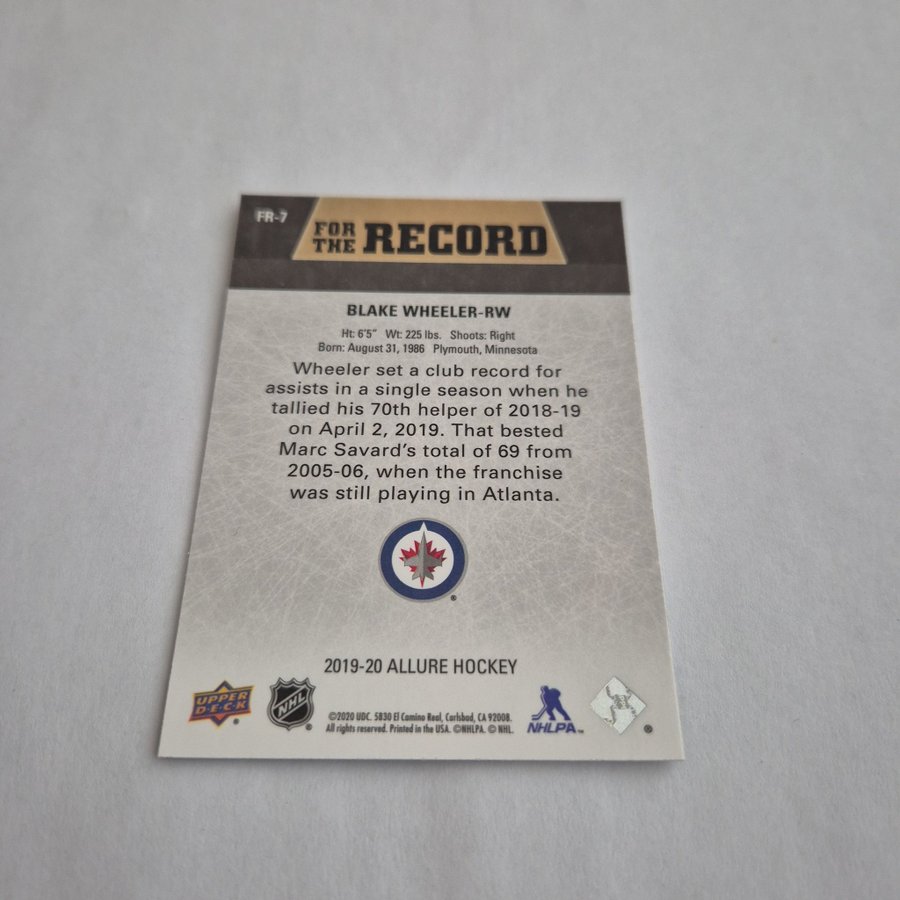 FR-7
FOR THE RECORD
BLAKE WHEELER-RW
Ht: 6'5" Wt: 225 lbs. Shoots: Right
Born: August 31, 1986 Plymouth, Minnesota
Wheeler set a club record for
assists in a single season when he
tallied his 70th helper of 2018-19
on April 2, 2019. That bested
Marc Savard's total of 69 from
2005-06, when the franchise
was still playing in Atlanta.
®
2019-20 ALLURE HOCKEY
UPPER
D·E·C·K ®
NHL ®
©2020 UDC. 5830 El Camino Real, Carlsbad, CA 92008.
All rights reserved. Printed in the USA. ©NHLPA. © NHL.
NHLPA™
®